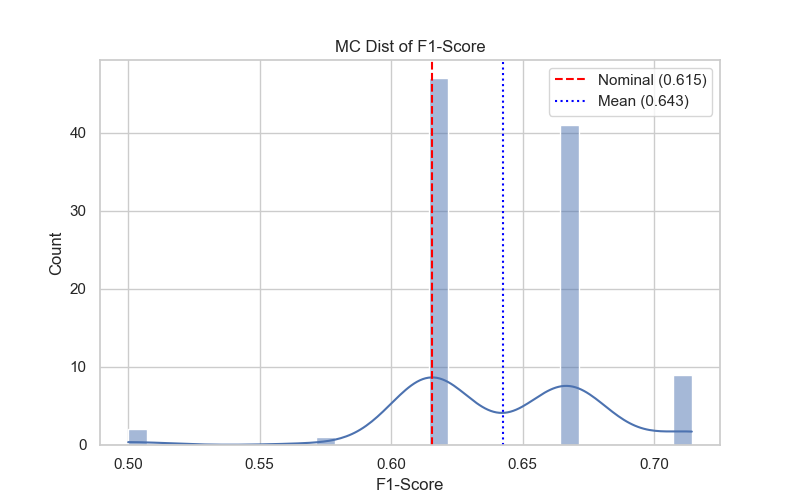 MC Dist of F1-Score
Nominal (0.615)
Mean (0.643)
Count
40
30
20
10
0
0.50 0.55 0.60 0.65 0.70
F1-Score